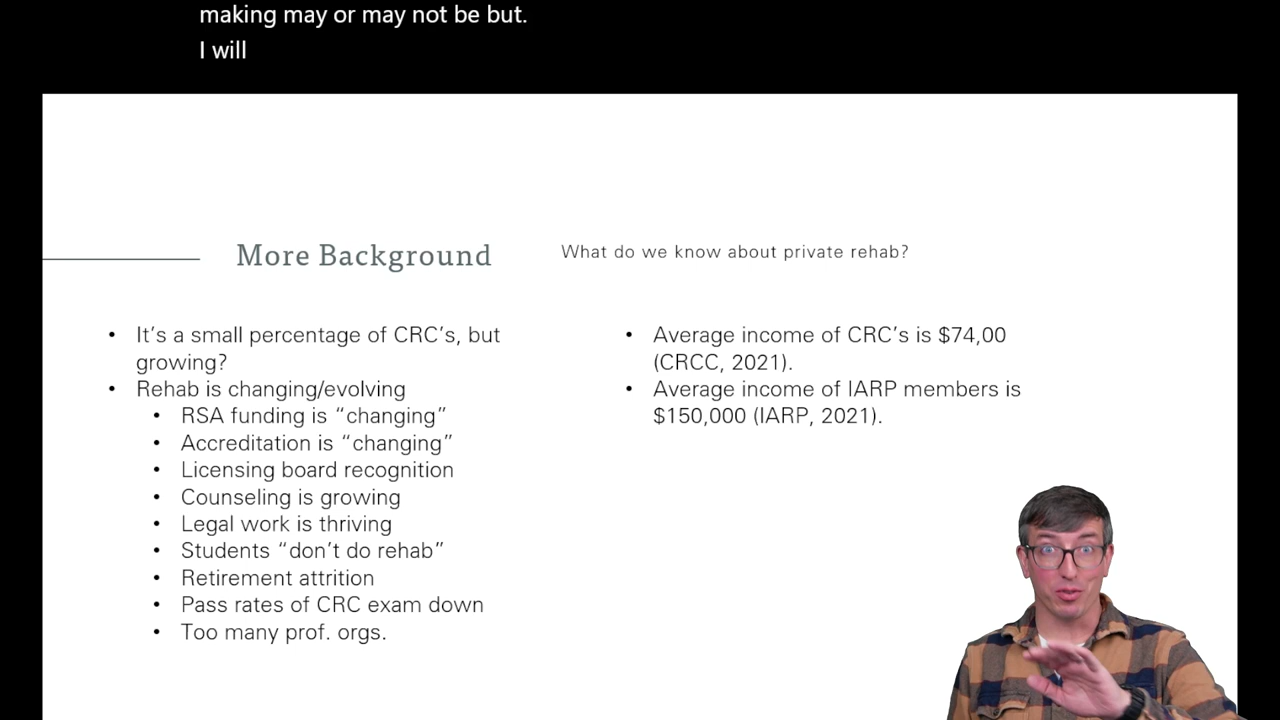 making may or may not be but.
I will
More Background
What do we know about private rehab?
• It's a small percentage of CRC's, but
growing?
• Rehab is changing/evolving
• RSA funding is “changing”
• Accreditation is “changing”
• Licensing board recognition
• Counseling is growing
• Legal work is thriving
• Students “don't do rehab”
• Retirement attrition
• Pass rates of CRC exam down
• Too many prof. orgs.
• Average income of CRC's is $74,00
(CRCC, 2021).
• Average income of IARP members is
$150,000 (IARP, 2021).